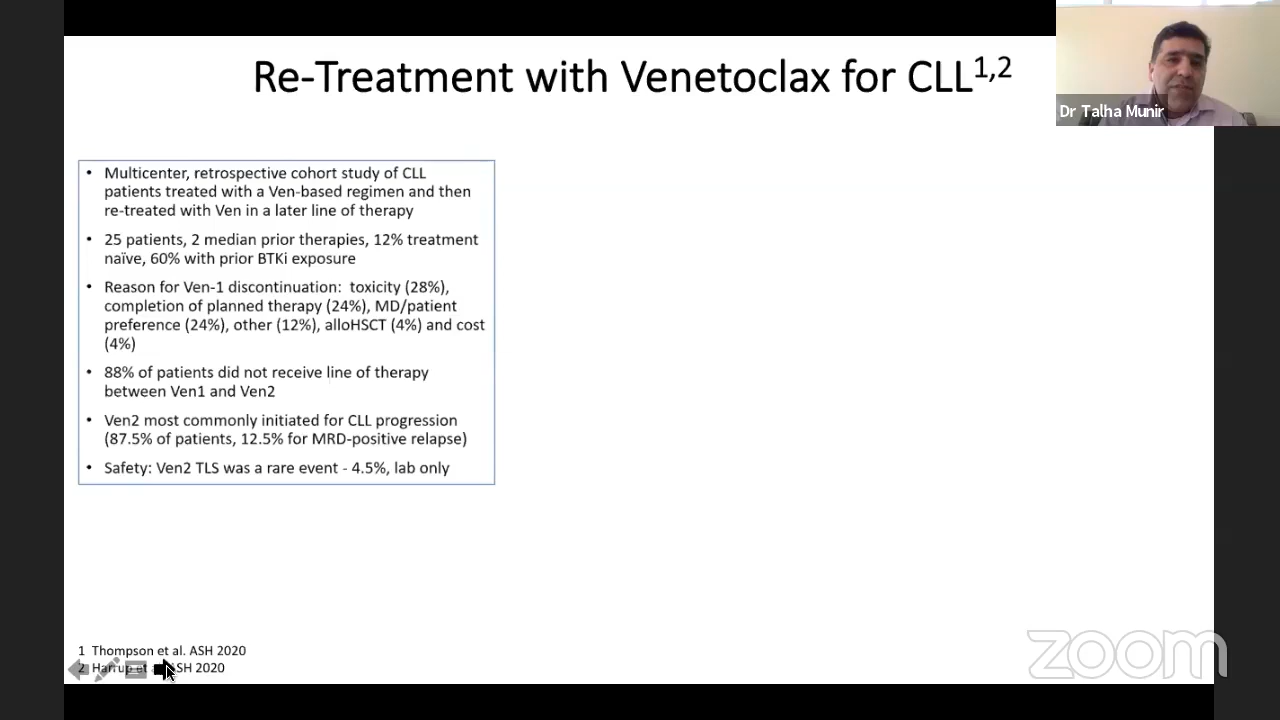 Re-Treatment with Venetoclax for CLL1,2
Dr Talha Munir
• Multicenter, retrospective cohort study of CLL
patients treated with a Ven-based regimen and then
re-treated with Ven in a later line of therapy
• 25 patients, 2 median prior therapies, 12% treatment
naïve, 60% with prior BTKi exposure
• Reason for Ven-1 discontinuation: toxicity (28%),
completion of planned therapy (24%), MD/patient
preference (24%), other (12%), alloHSCT (4%) and cost
(4%)
• 88% of patients did not receive line of therapy
between Ven1 and Ven2
• Ven2 most commonly initiated for CLL progression
(87.5% of patients, 12.5% for MRD-positive relapse)
• Safety: Ven2 TLS was a rare event - 4.5%, lab only
1 Thompson et al. ASH 2020
2 Harrup et ASH 2020
zoom